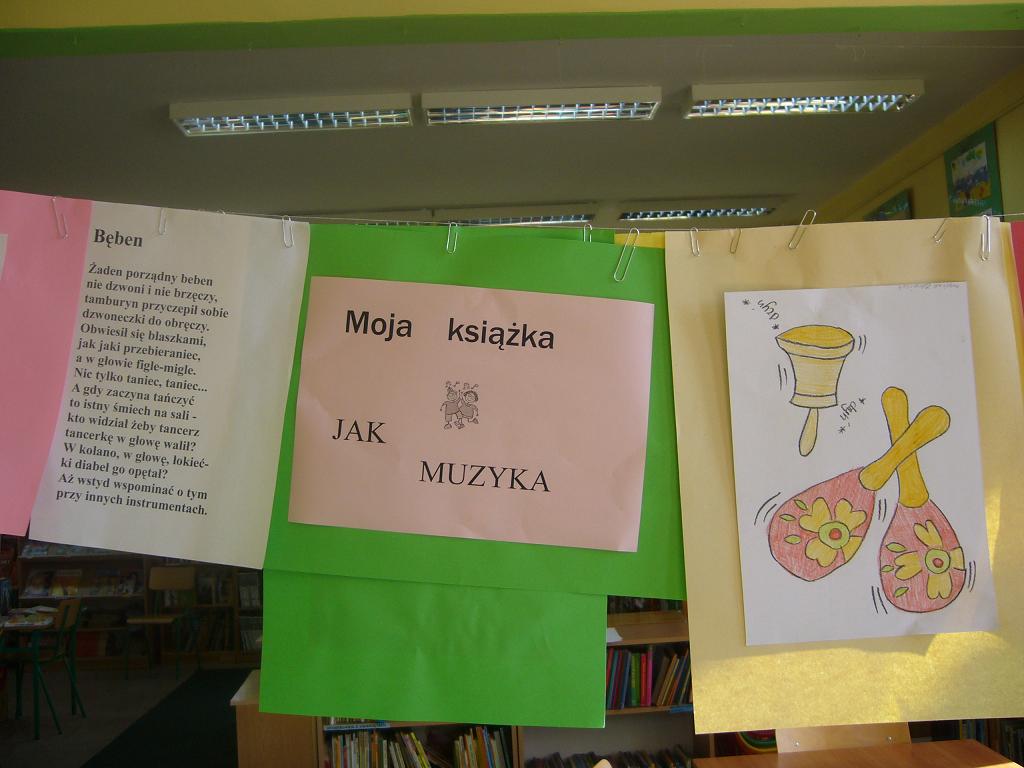 Bęben
Żaden porządny beben
nie dzwoni i nie brzęczy,
tamburyn przyczepił sobie
dzwoneczki do obręczy.
Obwiesił się blaszkami,
jak jaki przebieraniec,
a w głowie figle-migle.
Nic tylko taniec, taniec...
A gdy zaczyna tańczyć
to istny śmiech na sali -
kto widział żeby tancerz
tancerkę w głowę walił?
W kolano, w głowę, łokieć-
ki diabeł go opętał?
Aż wstyd wspominać o tym
przy innych instrumentach.
Moja książka
JAK
MUZYKA
dzyń
dzyń